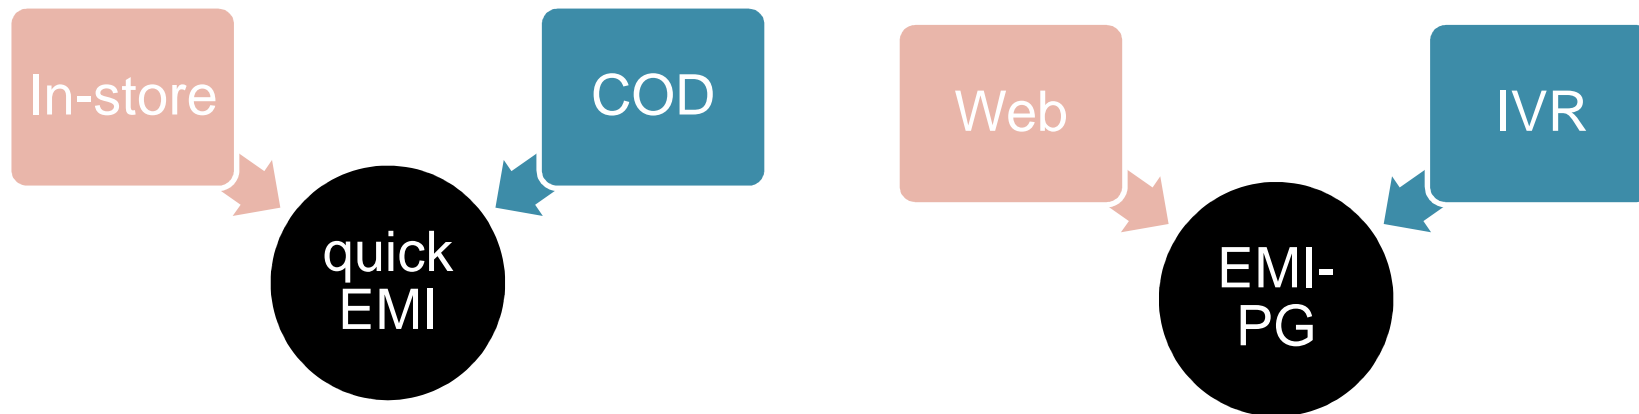 In-store
COD
quick
EMI
Web
IVR
EMI-
PG